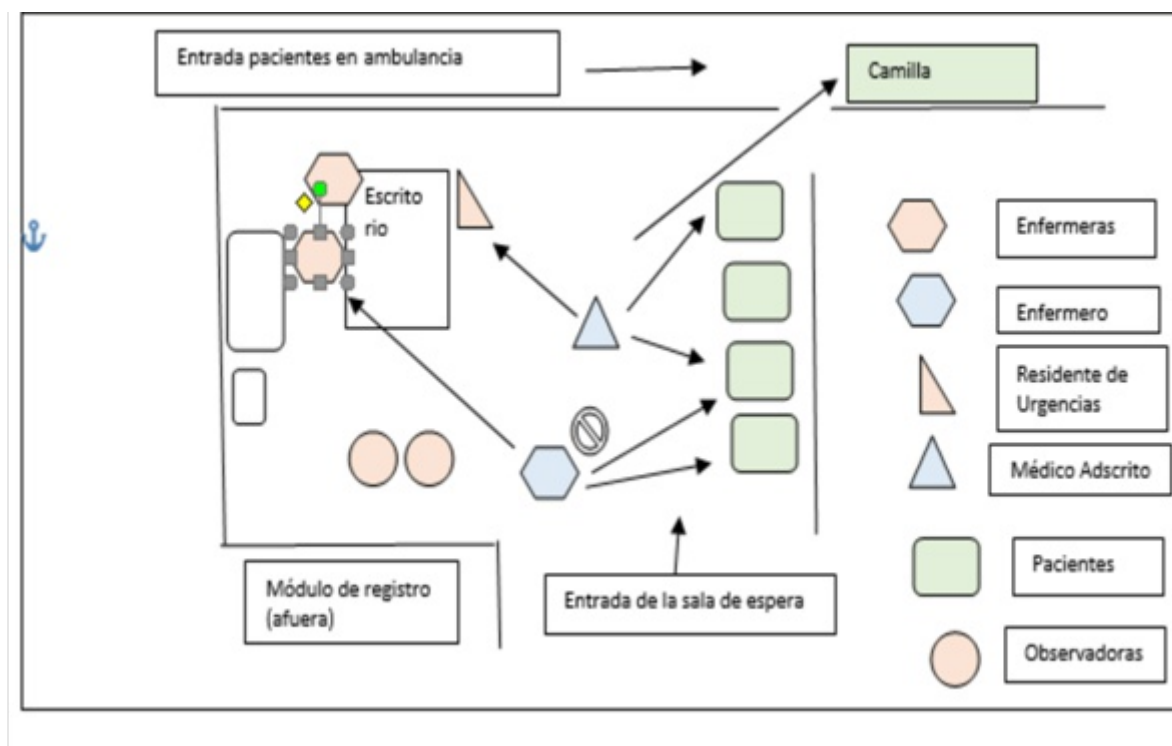 Entrada pacientes en ambulancia
Camilla
Escrito
rio
Enfermeras
Enfermero
Residente de
Urgencias
Médico Adscrito
Pacientes
Observadoras
Módulo de registro
(afuera)
Entrada de la sala de espera